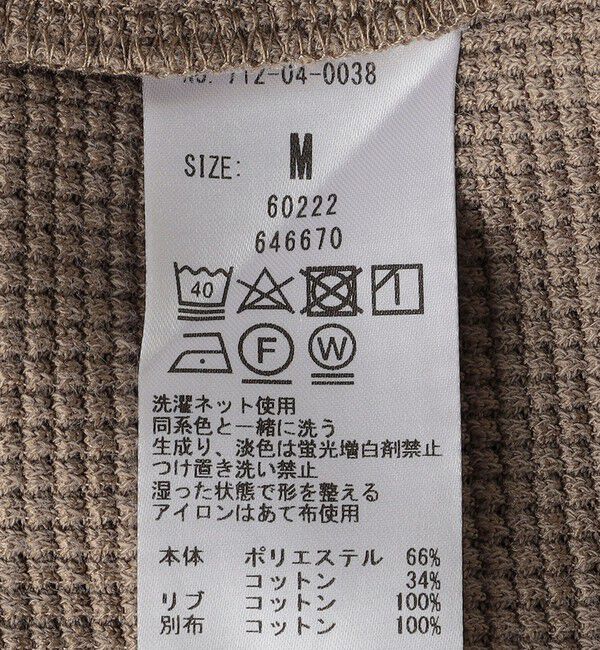 NO. 712-04-0038
SIZE: M
60222
646670
40
F W
洗濯ネット使用
同系色と一緒に洗う
生成り、淡色は蛍光増白剤禁止
つけ置き洗い禁止
湿った状態で形を整える
アイロンはあて布使用
本体 ポリエステル 66%
コットン 34%
リブ コットン 100%
別布 コットン 100%